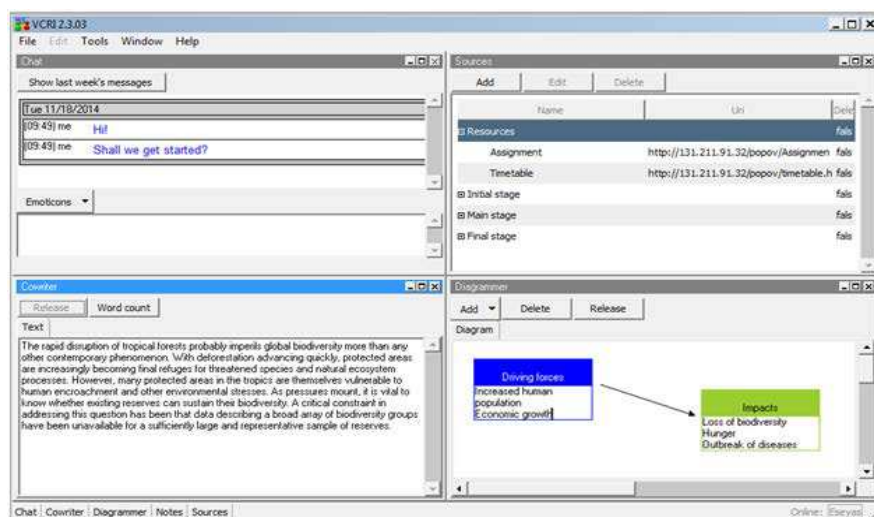 VCRI 2.3.03
File Edit Tools Window Help
Chat
Show last week's messages
Tue 11/18/2014
(09:49) me Hi!
(09:49) me Shall we get started?
Emoticons
Sources
Add Edit Delete
Name Uri Dele
Resources fals
Assignment http://131.211.91.32/popov/Assignmen fals
Timetable http://131.211.91.32/popov/timetable.h fals
Initial stage fals
Main stage fals
Final stage fals
Cowriter
Release Word count
Text
The rapid disruption of tropical forests probably imperils global biodiversity more than any
other contemporary phenomenon. With deforestation advancing quickly, protected areas
are increasingly becoming final refuges for threatened species and natural ecosystem
processes. However, many protected areas in the tropics are themselves vulnerable to
human encroachment and other environmental stresses. As pressures mount, it is vital to
know whether existing reserves can sustain their biodiversity. A critical constraint in
addressing this question has been that data describing a broad array of biodiversity groups
have been unavailable for a sufficiently large and representative sample of reserves.
Diagrammer
Add Delete Release
Diagram
Driving forces
Increased human
population
Economic growth
Impacts
Loss of biodiversity
Hunger
Outbreak of diseases
Chat Cowriter Diagrammer Notes Sources
Online: Eseyas